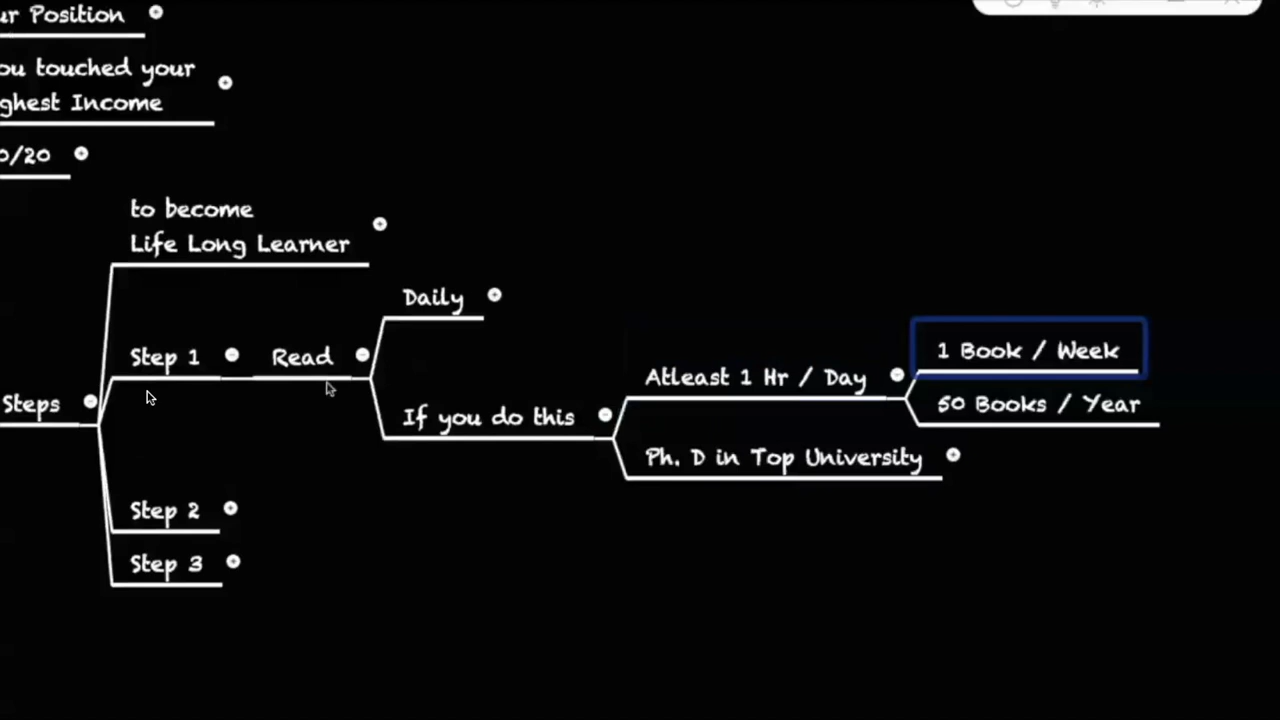 ur Position
ou touched your
ghest Income
0/20
to become
Life Long Learner
Daily
Step 1
Read
1 Book / Week
Atleast 1 Hr / Day
Steps
50 Books / Year
If you do this
Ph. D in Top University
Step 2
Step 3